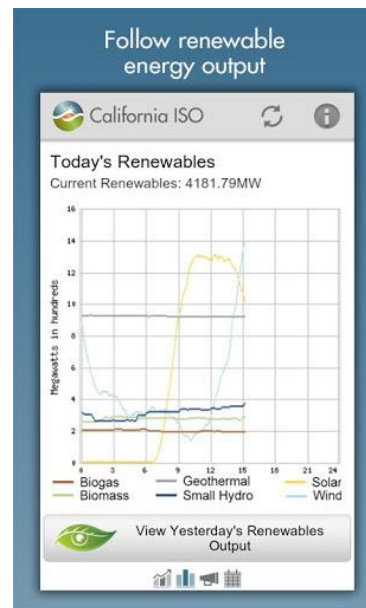 Follow renewable
energy output
California ISO
Today's Renewables
Current Renewables: 4181.79MW
Megawatts in hundreds
16
14
12
10
8
6
4
2
0
0 3 6 9 12 15 18 21 24
Biogas Geothermal Solar
Biomass Small Hydro Wind
View Yesterday's Renewables
Output